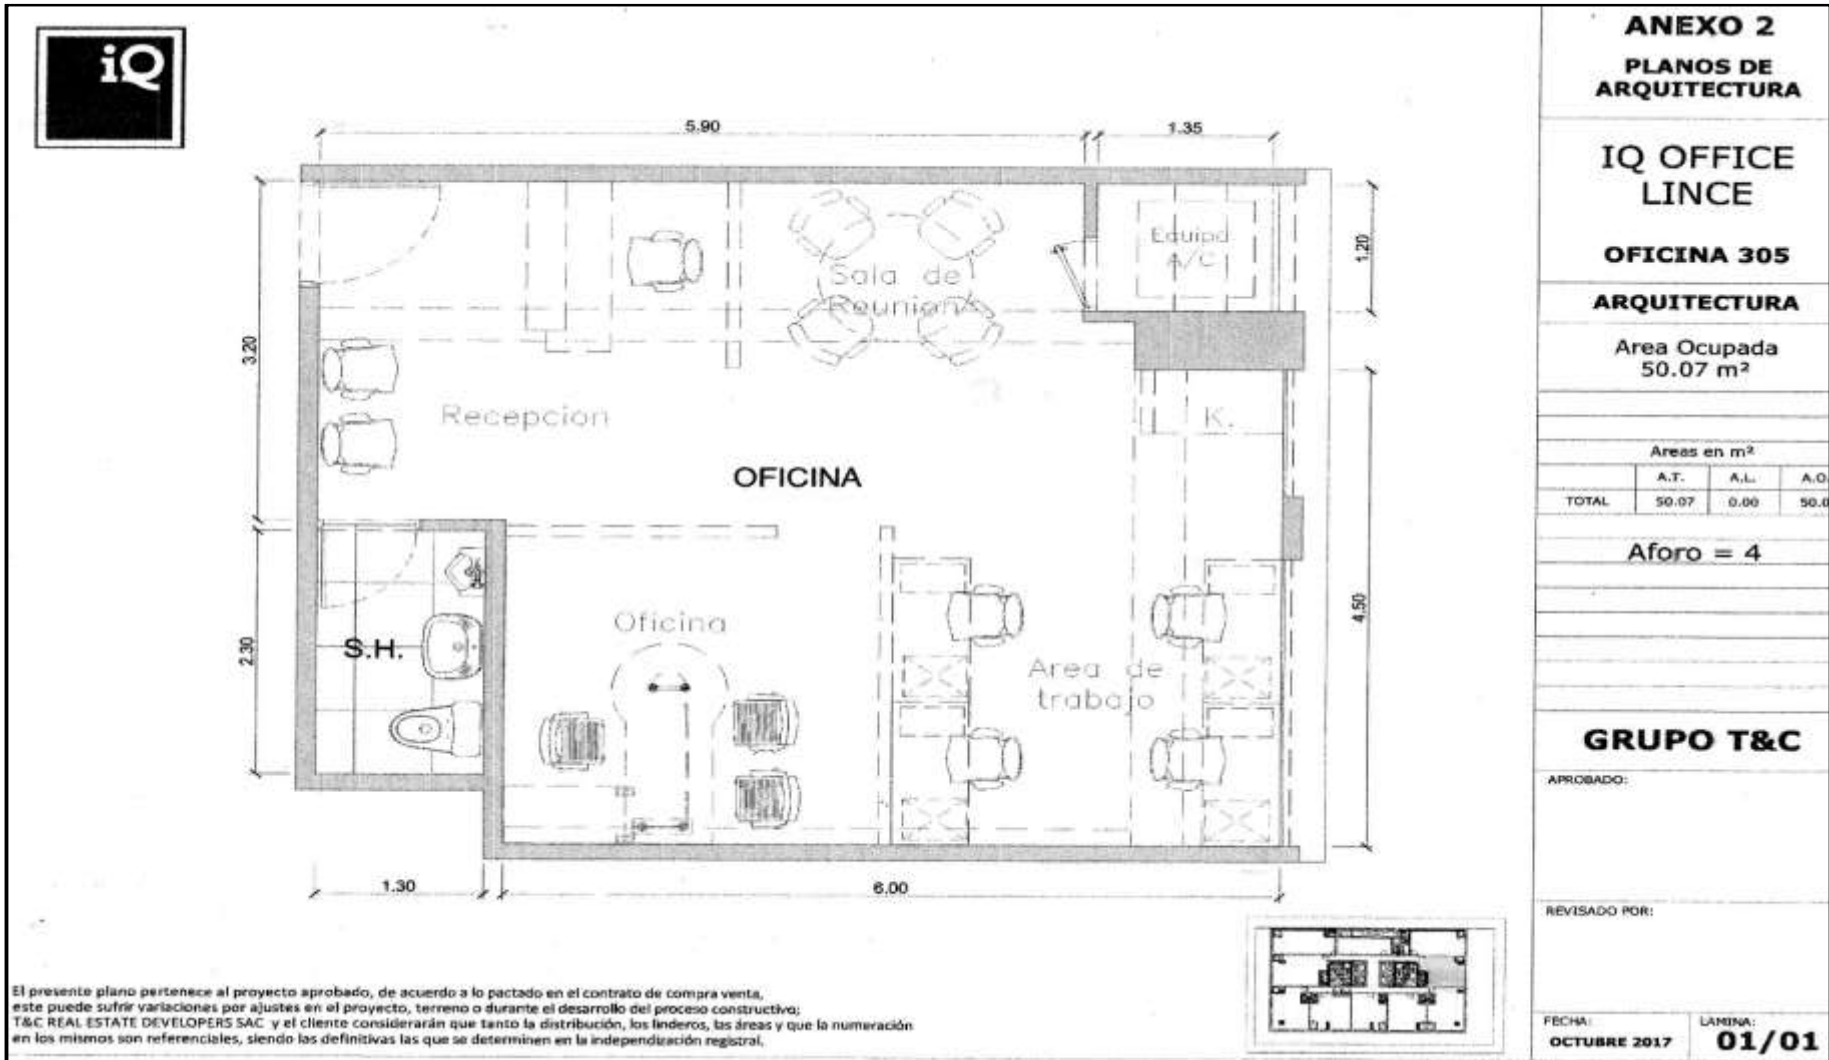 iQ
5.90
1.35
Equipo
A/C
1.20
Sala de
Reunion
3.20
Recepcion
K.
OFICINA
2.30
S.H.
Oficina
Area de
trabajo
4.50
1.30
6.00
El presente plano pertenece al proyecto aprobado, de acuerdo a lo pactado en el contrato de compra venta,
este puede sufrir variaciones por ajustes en el proyecto, terreno o durante el desarrollo del proceso constructivo;
T&C REAL ESTATE DEVELOPERS SAC y el cliente considerarán que tanto la distribución, los linderos, las áreas y que la numeración
en los mismos son referenciales, siendo las definitivas las que se determinen en la independización registral.
ANEXO 2
PLANOS DE
ARQUITECTURA
IQ OFFICE
LINCE
OFICINA 305
ARQUITECTURA
Area Ocupada
50.07 m²
Areas en m²
A.T. A.L. A.O.
TOTAL 50.07 0.00 50.0
Aforo = 4
GRUPO T&C
APROBADO:
REVISADO POR:
FECHA: LAMINA:
OCTUBRE 2017 01/01